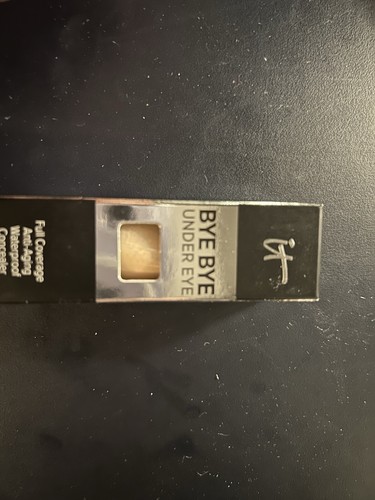 it
BYE BYE
UNDER EYE
Full Coverage
Anti-Aging
Waterproof
Concealer